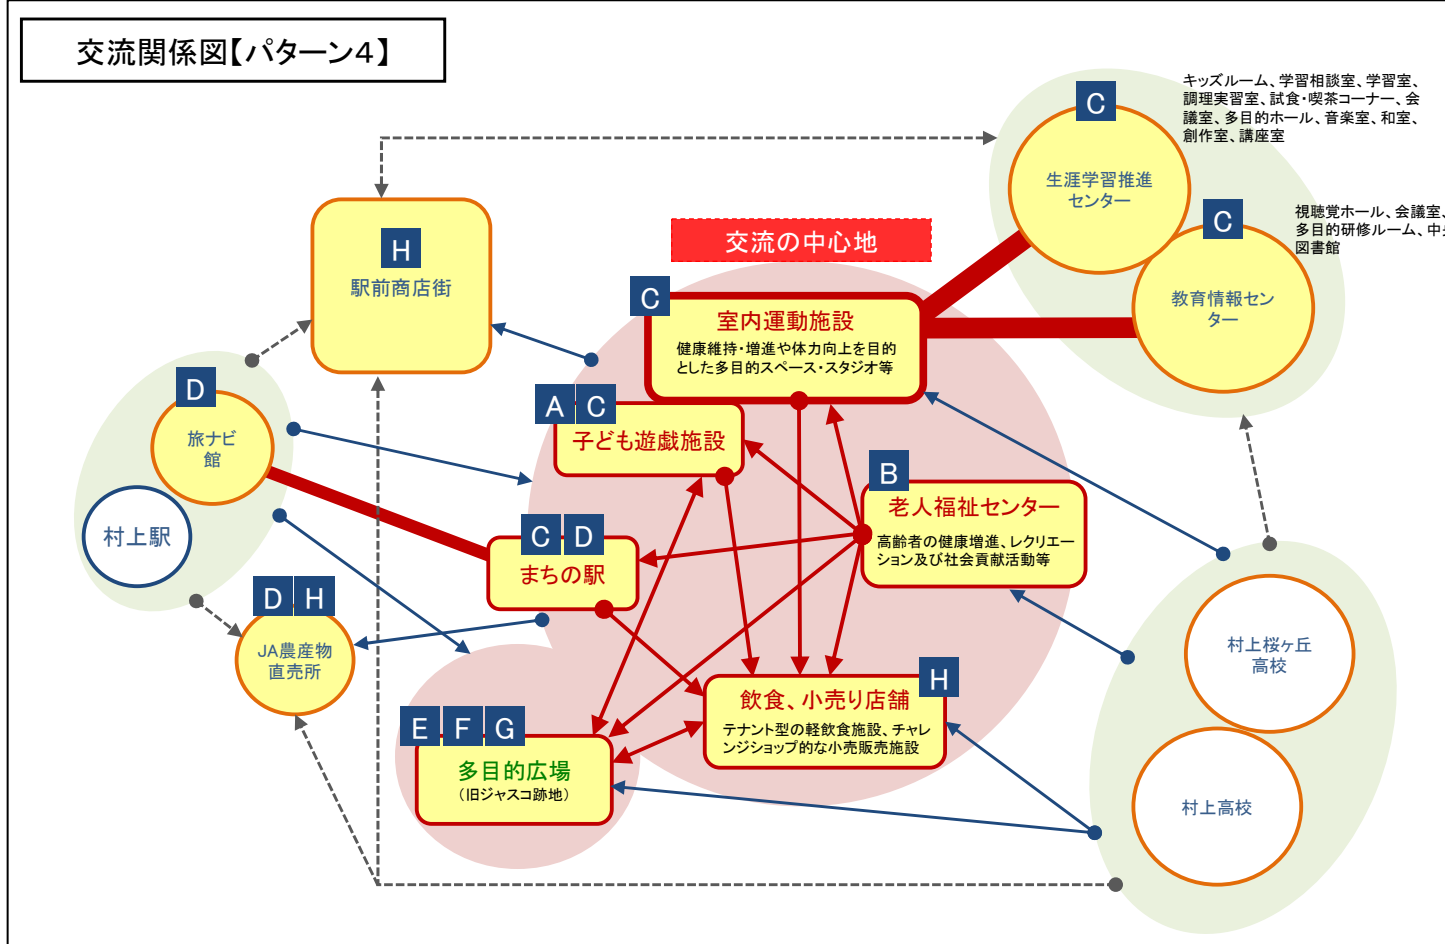 交流関係図【パターン4】
C
キッズルーム、学習相談室、学習室、
調理実習室、試食・喫茶コーナー、会
議室、多目的ホール、音楽室、和室、
創作室、講座室
生涯学習推進
センター
C
視聴覚ホール、会議室、
多目的研修ルーム、中央
図書館
教育情報セン
ター
H
駅前商店街
交流の中心地
C
室内運動施設
健康維持・増進や体力向上を目的
とした多目的スペース・スタジオ等
A C
子ども遊戯施設
D
旅ナビ
館
村上駅
B
老人福祉センター
高齢者の健康増進、レクリエー
ション及び社会貢献活動等
C D
まちの駅
D H
JA農産物
直売所
H
飲食、小売り店舗
テナント型の軽飲食施設、チャレ
ンジショップ的な小売販売施設
E F G
多目的広場
（旧ジャスコ跡地）
村上桜ヶ丘
高校
村上高校